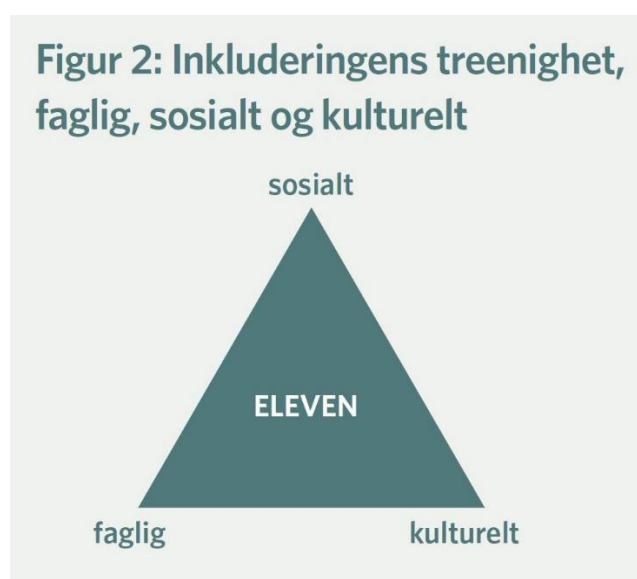 Figur 2: Inkluderingens treenighet,
faglig, sosialt og kulturelt
sosialt
ELEVEN
faglig
kulturelt